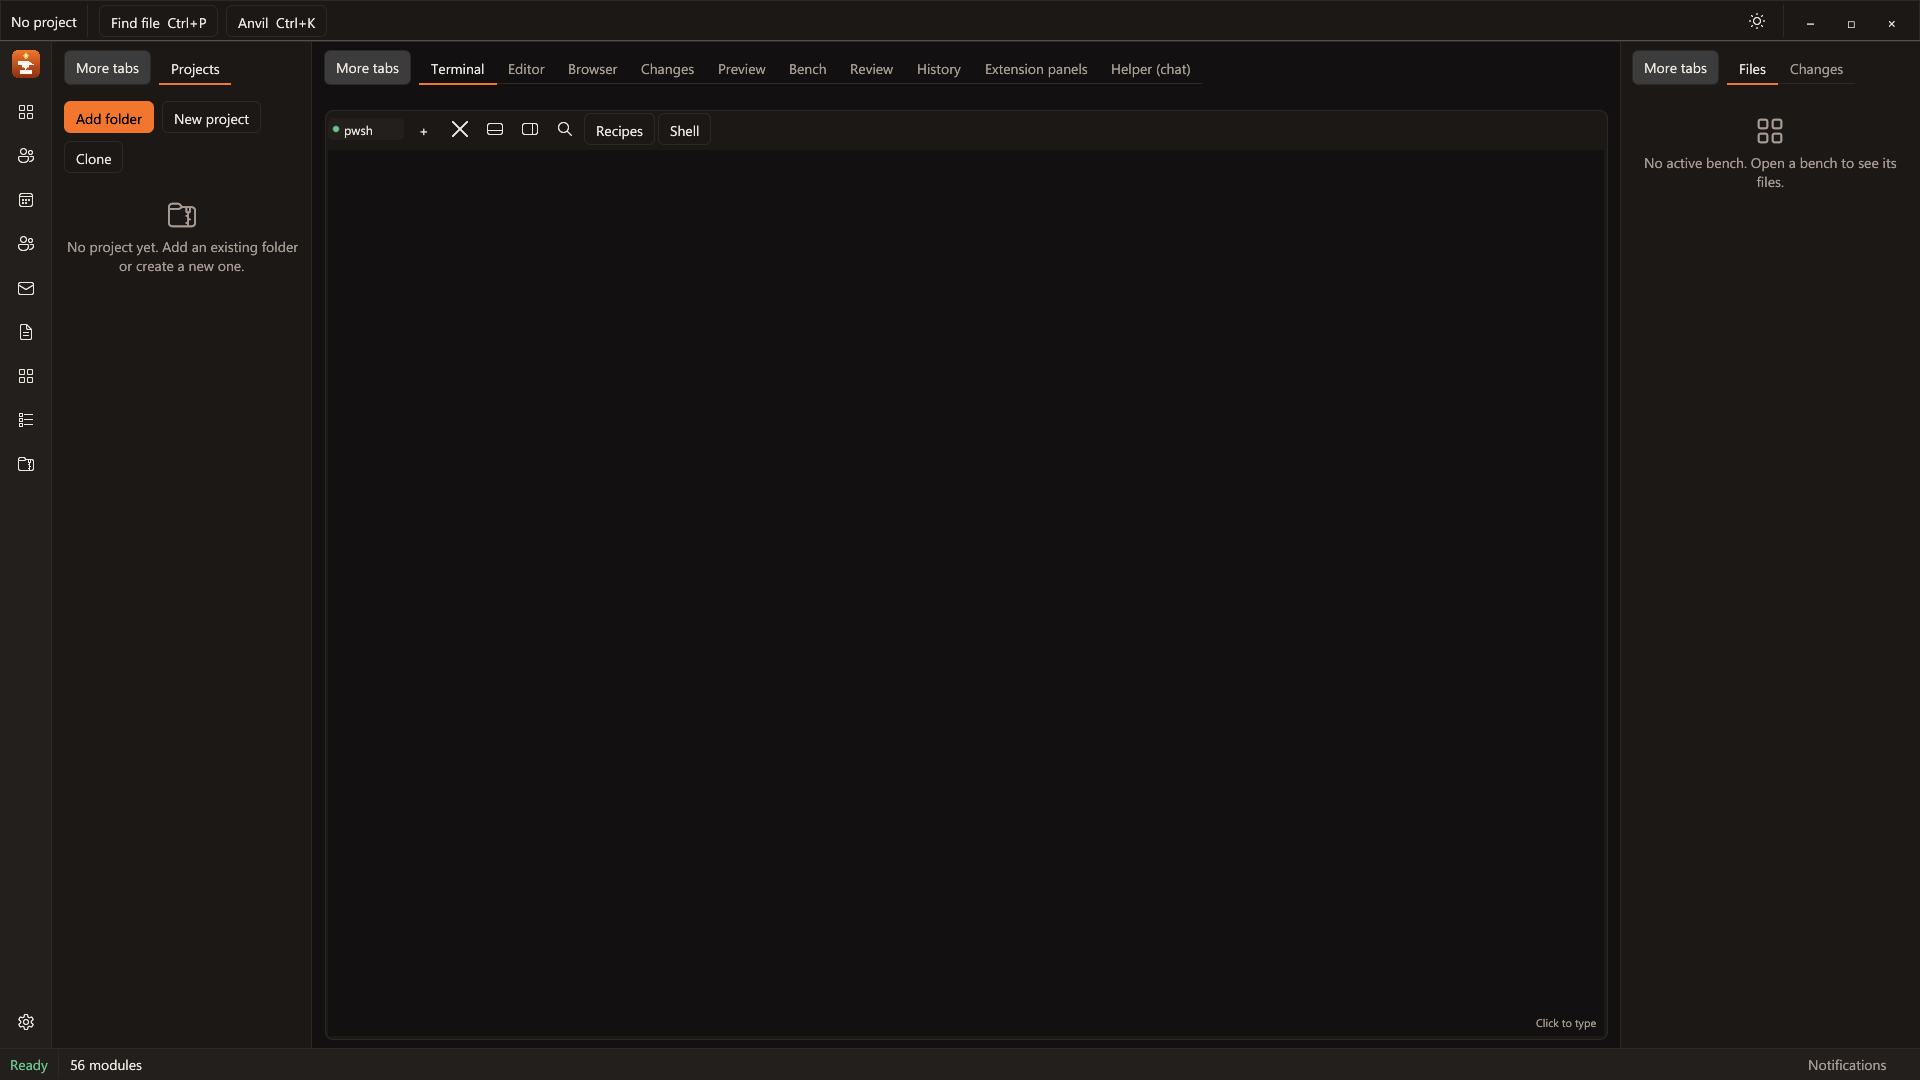 No project
Find file Ctrl+P
Anvil Ctrl+K
More tabs
Projects
Add folder
New project
Clone
No project yet. Add an existing folder
or create a new one.
More tabs
Terminal
Editor
Browser
Changes
Preview
Bench
Review
History
Extension panels
Helper (chat)
pwsh
Recipes
Shell
Click to type
More tabs
Files
Changes
No active bench. Open a bench to see its
files.
Ready
56 modules
Notifications